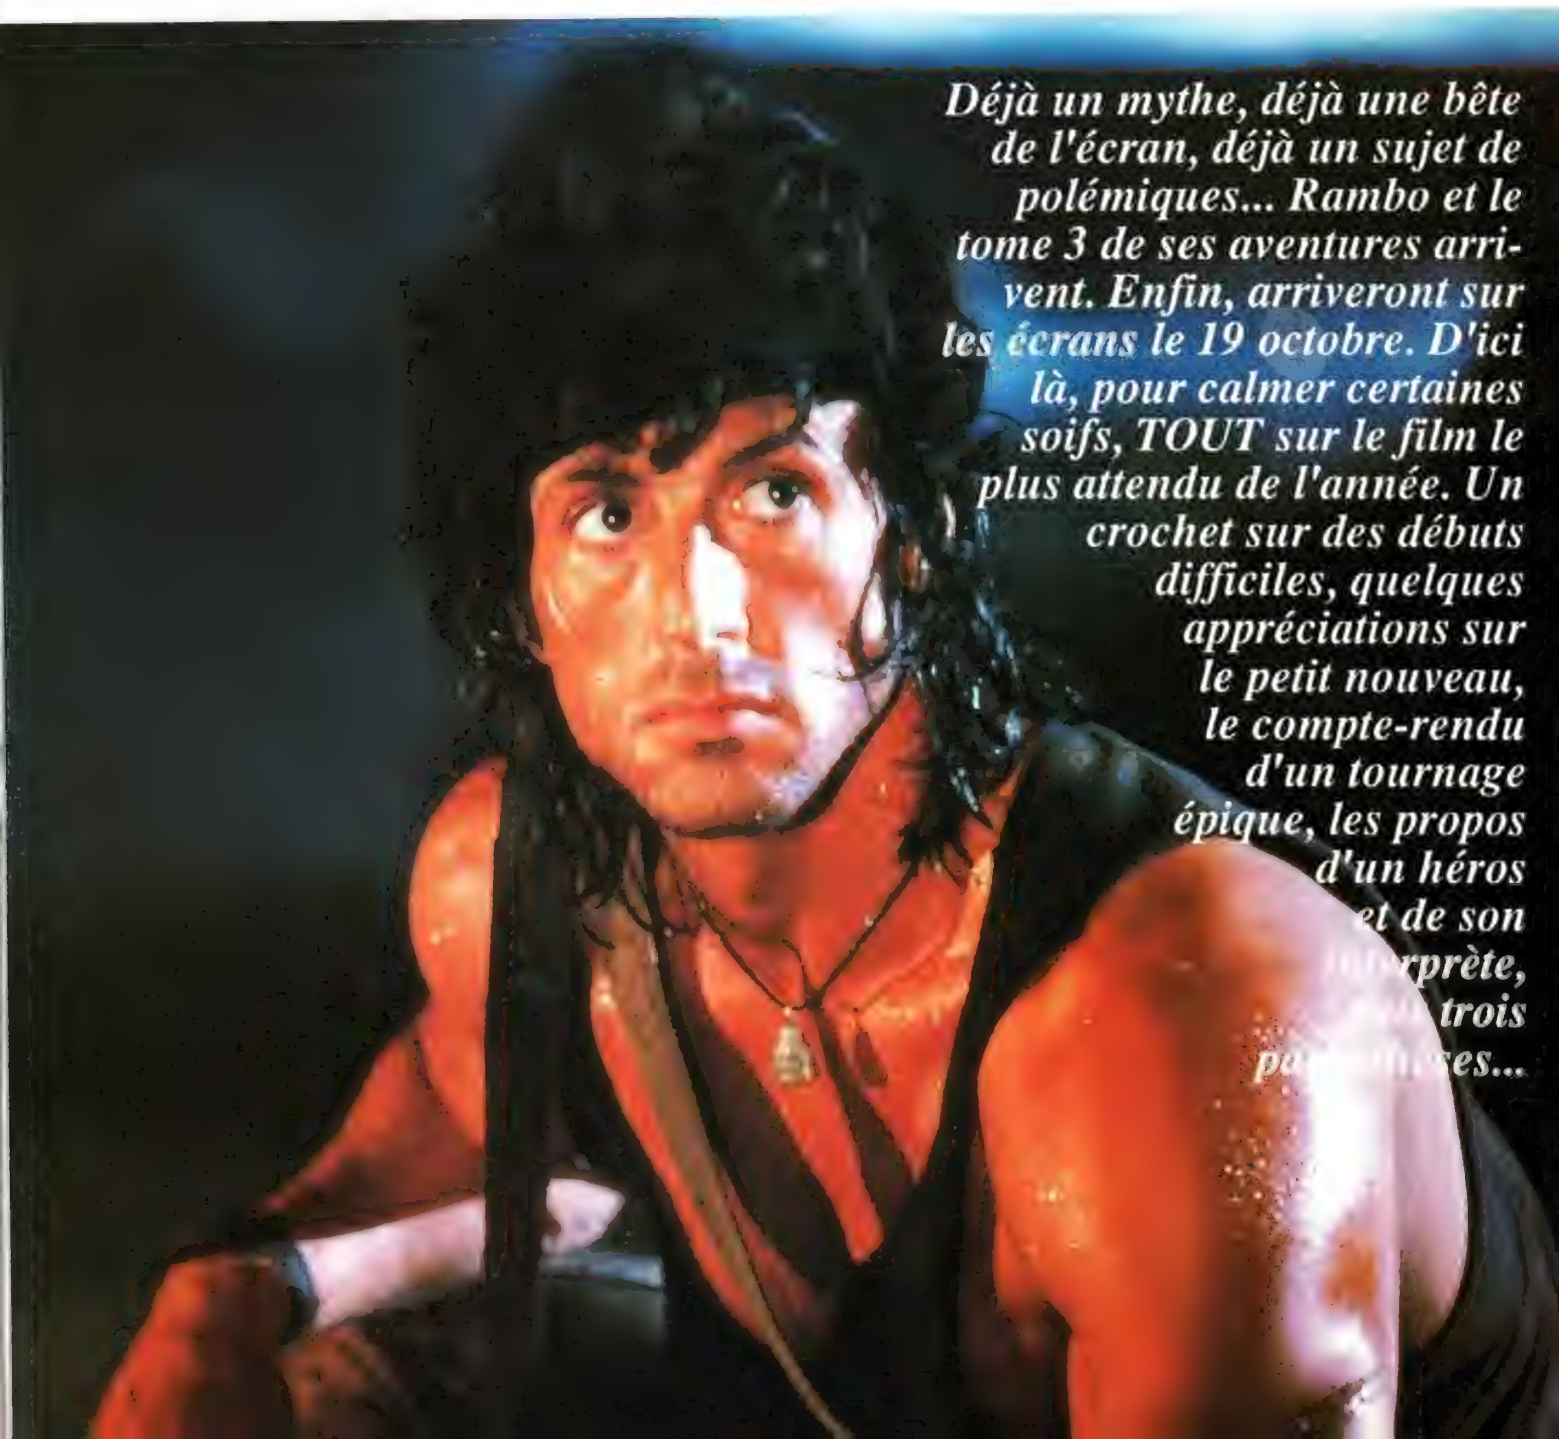 Déjà un mythe, déjà une bête
de l'écran, déjà un sujet de
polémiques... Rambo et le
tome 3 de ses aventures arri-
vent. Enfin, arriveront sur
les écrans le 19 octobre. D'ici
là, pour calmer certaines
soifs, TOUT sur le film le
plus attendu de l'année. Un
crochet sur des débuts
difficiles, quelques
appréciations sur
le petit nouveau,
le compte-rendu
d'un tournage
épique, les propos
d'un héros
et de son
interprète,
trois